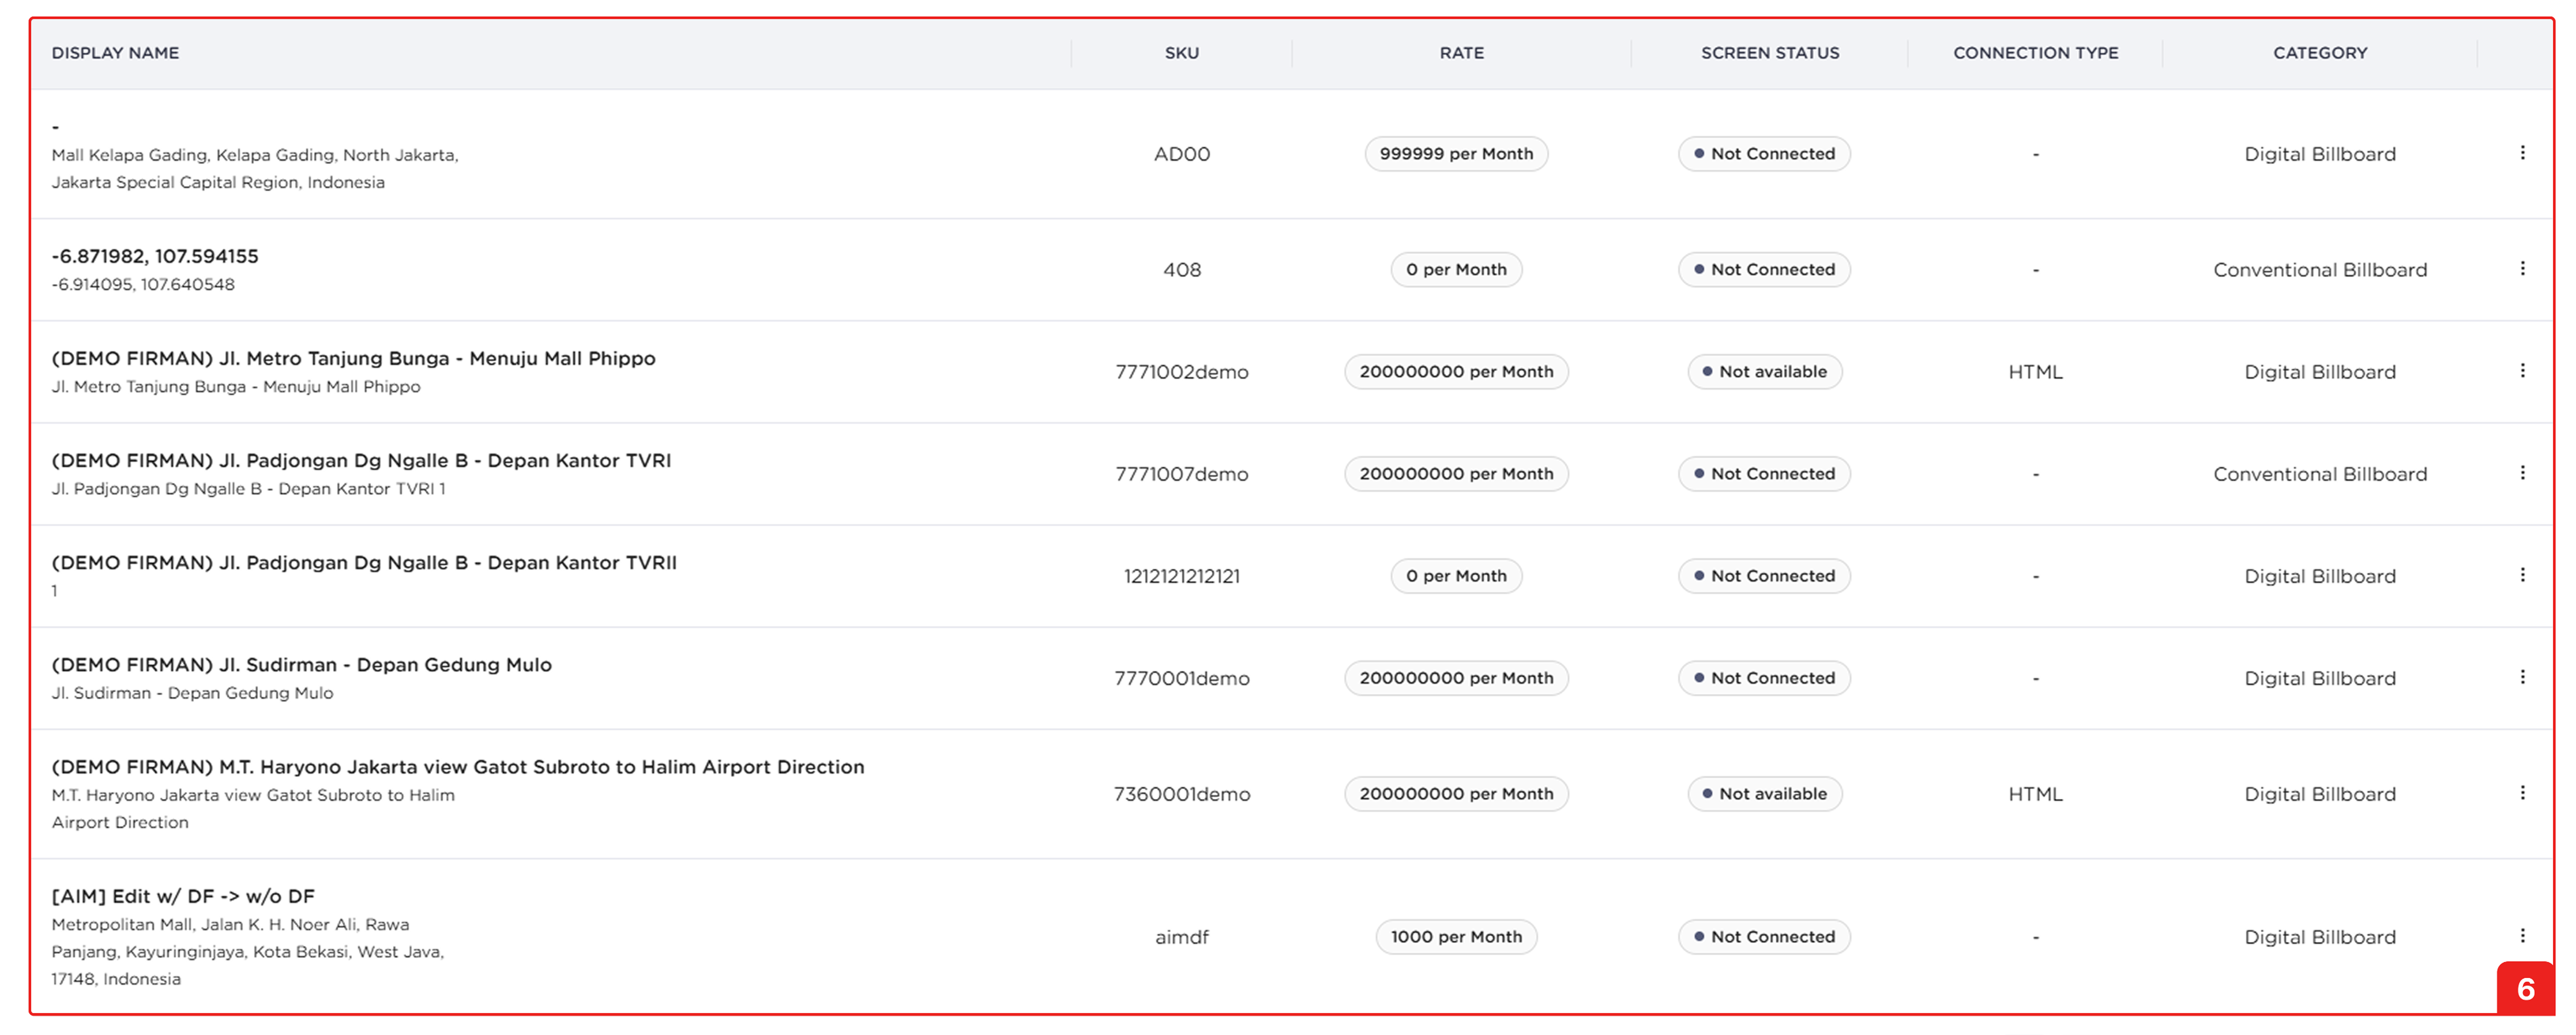 DISPLAY NAME SKU RATE SCREEN STATUS CONNECTION TYPE CATEGORY
-
Mall Kelapa Gading, Kelapa Gading, North Jakarta,
Jakarta Special Capital Region, Indonesia
AD00 999999 per Month Not Connected - Digital Billboard
-6.871982, 107.594155
-6.914095, 107.640548
408 0 per Month Not Connected - Conventional Billboard
(DEMO FIRMAN) Jl. Metro Tanjung Bunga - Menuju Mall Phippo
Jl. Metro Tanjung Bunga - Menuju Mall Phippo
7771002demo 200000000 per Month Not available HTML Digital Billboard
(DEMO FIRMAN) Jl. Padjongan Dg Ngalle B - Depan Kantor TVRI
Jl. Padjongan Dg Ngalle B - Depan Kantor TVRI 1
7771007demo 200000000 per Month Not Connected - Conventional Billboard
(DEMO FIRMAN) Jl. Padjongan Dg Ngalle B - Depan Kantor TVRII
1
1212121212121 0 per Month Not Connected - Digital Billboard
(DEMO FIRMAN) Jl. Sudirman - Depan Gedung Mulo
Jl. Sudirman - Depan Gedung Mulo
7770001demo 200000000 per Month Not Connected - Digital Billboard
(DEMO FIRMAN) M.T. Haryono Jakarta view Gatot Subroto to Halim Airport Direction
M.T. Haryono Jakarta view Gatot Subroto to Halim
Airport Direction
7360001demo 200000000 per Month Not available HTML Digital Billboard
[AIM] Edit w/ DF -> w/o DF
Metropolitan Mall, Jalan K. H. Noer Ali, Rawa
Panjang, Kayuringinjaya, Kota Bekasi, West Java,
17148, Indonesia
aimdf 1000 per Month Not Connected - Digital Billboard
6